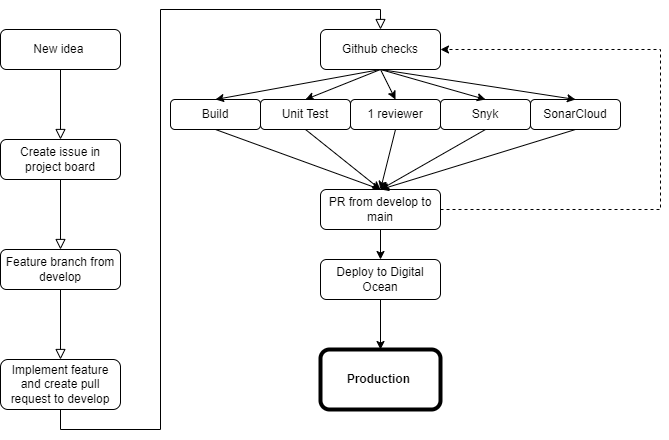 New idea
Create issue in
project board
Feature branch from
develop
Implement feature
and create pull
request to develop
Github checks
Build
Unit Test
1 reviewer
Snyk
SonarCloud
PR from develop to
main
Deploy to Digital
Ocean
Production